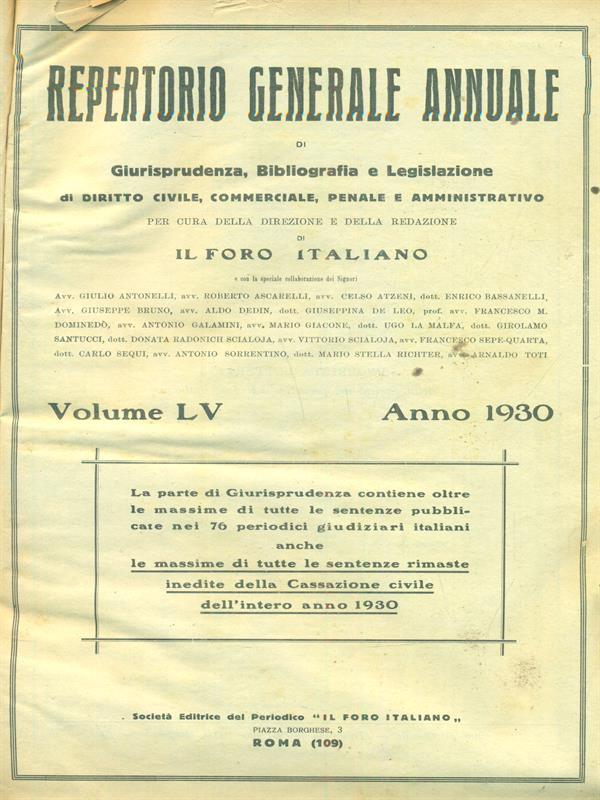 REPERTORIO GENERALE ANNUALE
DI
Giurisprudenza, Bibliografia e Legislazione
di DIRITTO CIVILE, COMMERCIALE, PENALE E AMMINISTRATIVO
PER CURA DELLA DIREZIONE E DELLA REDAZIONE
DI
IL FORO ITALIANO
e con la speciale collaborazione dei Signori
Avv. GIULIO ANTONELLI, avv. ROBERTO ASCARELLI, avv. CELSO ATZENI, dott. ENRICO BASSANELLI,
Avv. GIUSEPPE BRUNO, avv. ALDO DEDIN, dott. GIUSEPPINA DE LEO, prof. avv. FRANCESCO M.
DOMINEDÒ, avv. ANTONIO GALAMINI, avv. MARIO GIACONE, dott. UGO LA MALFA, dott. GIROLAMO
SANTUCCI, dott. DONATA RADONICH SCIALOJA, avv. VITTORIO SCIALOJA, avv. FRANCESCO SEPE-QUARTA,
dott. CARLO SEQUI, avv. ANTONIO SORRENTINO, dott. MARIO STELLA RICHTER, avv. ARNALDO TOTI
Volume LV Anno 1930
La parte di Giurisprudenza contiene oltre
le massime di tutte le sentenze pubbli-
cate nei 76 periodici giudiziari italiani
anche
le massime di tutte le sentenze rimaste
inedite della Cassazione civile
dell'intero anno 1930
Società Editrice del Periodico "IL FORO ITALIANO„
PIAZZA BORGHESE, 3
ROMA (109)